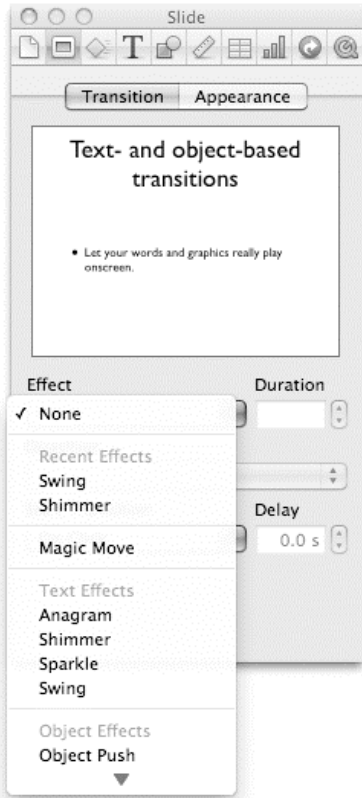 Slide
T
Transition Appearance
Text- and object-based
transitions
• Let your words and graphics really play
onscreen.
Effect Duration
✓ None
Recent Effects
Swing
Shimmer
Delay
0.0 s
Magic Move
Text Effects
Anagram
Shimmer
Sparkle
Swing
Object Effects
Object Push